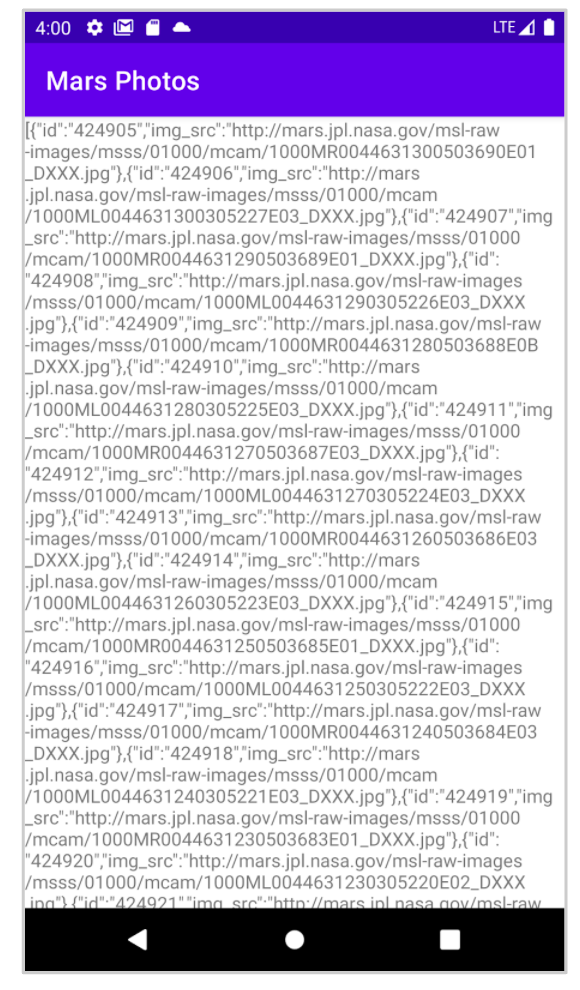 4:00
LTE
Mars Photos
[{"id":"424905","img_src":"http://mars.jpl.nasa.gov/msl-raw
-images/msss/01000/mcam/1000MR0044631300503690E01
_DXXX.jpg"},{"id":"424906","img_src":"http://mars
.jpl.nasa.gov/msl-raw-images/msss/01000/mcam
/1000ML0044631300305227E03_DXXX.jpg"},{"id":"424907","img
_src":"http://mars.jpl.nasa.gov/msl-raw-images/msss/01000
/mcam/1000MR0044631290503689E01_DXXX.jpg"},{"id":
"424908","img_src":"http://mars.jpl.nasa.gov/msl-raw-images
/msss/01000/mcam/1000ML0044631290305226E03_DXXX
.jpg"},{"id":"424909","img_src":"http://mars.jpl.nasa.gov/msl-raw
-images/msss/01000/mcam/1000MR0044631280503688E0B
_DXXX.jpg"},{"id":"424910","img_src":"http://mars
.jpl.nasa.gov/msl-raw-images/msss/01000/mcam
/1000ML0044631280305225E03_DXXX.jpg"},{"id":"424911","img
_src":"http://mars.jpl.nasa.gov/msl-raw-images/msss/01000
/mcam/1000MR0044631270503687E03_DXXX.jpg"},{"id":
"424912","img_src":"http://mars.jpl.nasa.gov/msl-raw-images
/msss/01000/mcam/1000ML0044631270305224E03_DXXX
.jpg"},{"id":"424913","img_src":"http://mars.jpl.nasa.gov/msl-raw
-images/msss/01000/mcam/1000MR0044631260503686E03
_DXXX.jpg"},{"id":"424914","img_src":"http://mars
.jpl.nasa.gov/msl-raw-images/msss/01000/mcam
/1000ML0044631260305223E03_DXXX.jpg"},{"id":"424915","img
_src":"http://mars.jpl.nasa.gov/msl-raw-images/msss/01000
/mcam/1000MR0044631250503685E01_DXXX.jpg"},{"id":
"424916","img_src":"http://mars.jpl.nasa.gov/msl-raw-images
/msss/01000/mcam/1000ML0044631250305222E03_DXXX
.jpg"},{"id":"424917","img_src":"http://mars.jpl.nasa.gov/msl-raw
-images/msss/01000/mcam/1000MR0044631240503684E03
_DXXX.jpg"},{"id":"424918","img_src":"http://mars
.jpl.nasa.gov/msl-raw-images/msss/01000/mcam
/1000ML0044631240305221E03_DXXX.jpg"},{"id":"424919","img
_src":"http://mars.jpl.nasa.gov/msl-raw-images/msss/01000
/mcam/1000MR0044631230503683E01_DXXX.jpg"},{"id":
"424920","img_src":"http://mars.jpl.nasa.gov/msl-raw-images
/msss/01000/mcam/1000ML0044631230305220E02_DXXX
.jpg"},{"id":"424921","img_src":"http://mars.jpl.nasa.gov/msl-raw